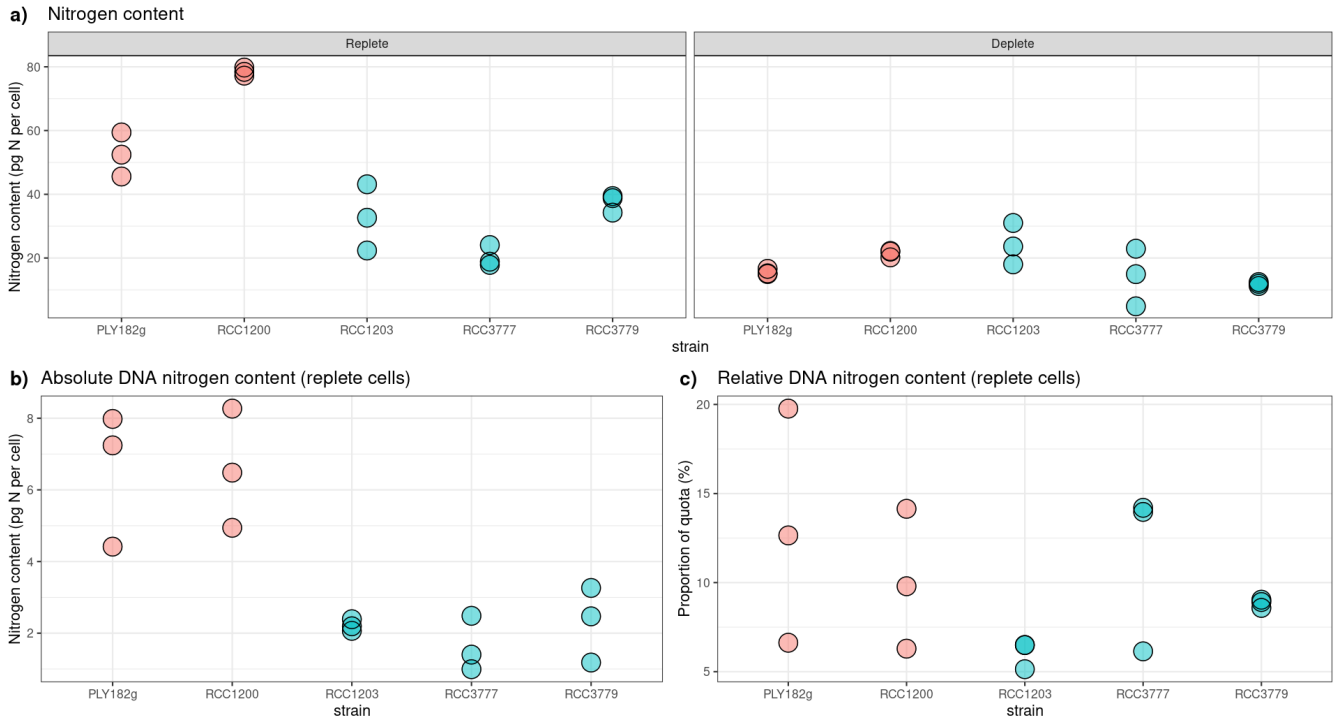 a) Nitrogen content
Replete
Deplete
Nitrogen content (pg N per cell)
80
60
40
20
PLY182g RCC1200 RCC1203 RCC3777 RCC3779
PLY182g RCC1200 RCC1203 RCC3777 RCC3779
strain
b) Absolute DNA nitrogen content (replete cells)
Nitrogen content (pg N per cell)
8
6
4
2
PLY182g RCC1200 RCC1203 RCC3777 RCC3779
strain
c) Relative DNA nitrogen content (replete cells)
Proportion of quota (%)
20
15
10
5
PLY182g RCC1200 RCC1203 RCC3777 RCC3779
strain